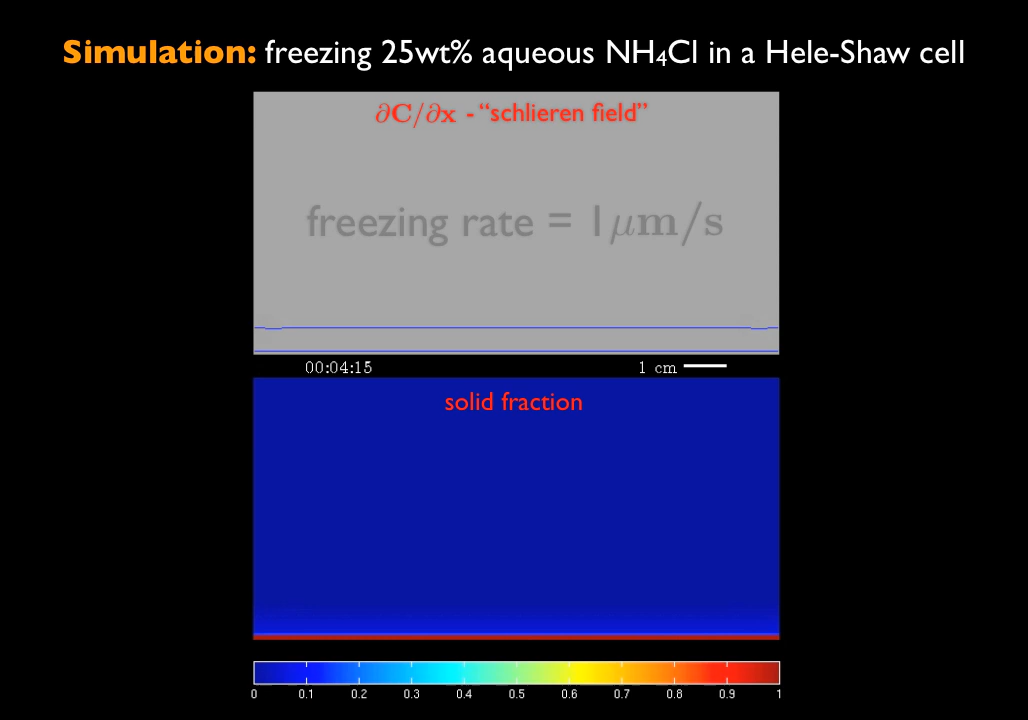 Simulation: freezing 25wt% aqueous NH₄Cl in a Hele-Shaw cell
∂C/∂x - “schlieren field”
freezing rate = 1μm/s
00:04:15 1 cm
solid fraction
0 0.1 0.2 0.3 0.4 0.5 0.6 0.7 0.8 0.9 1